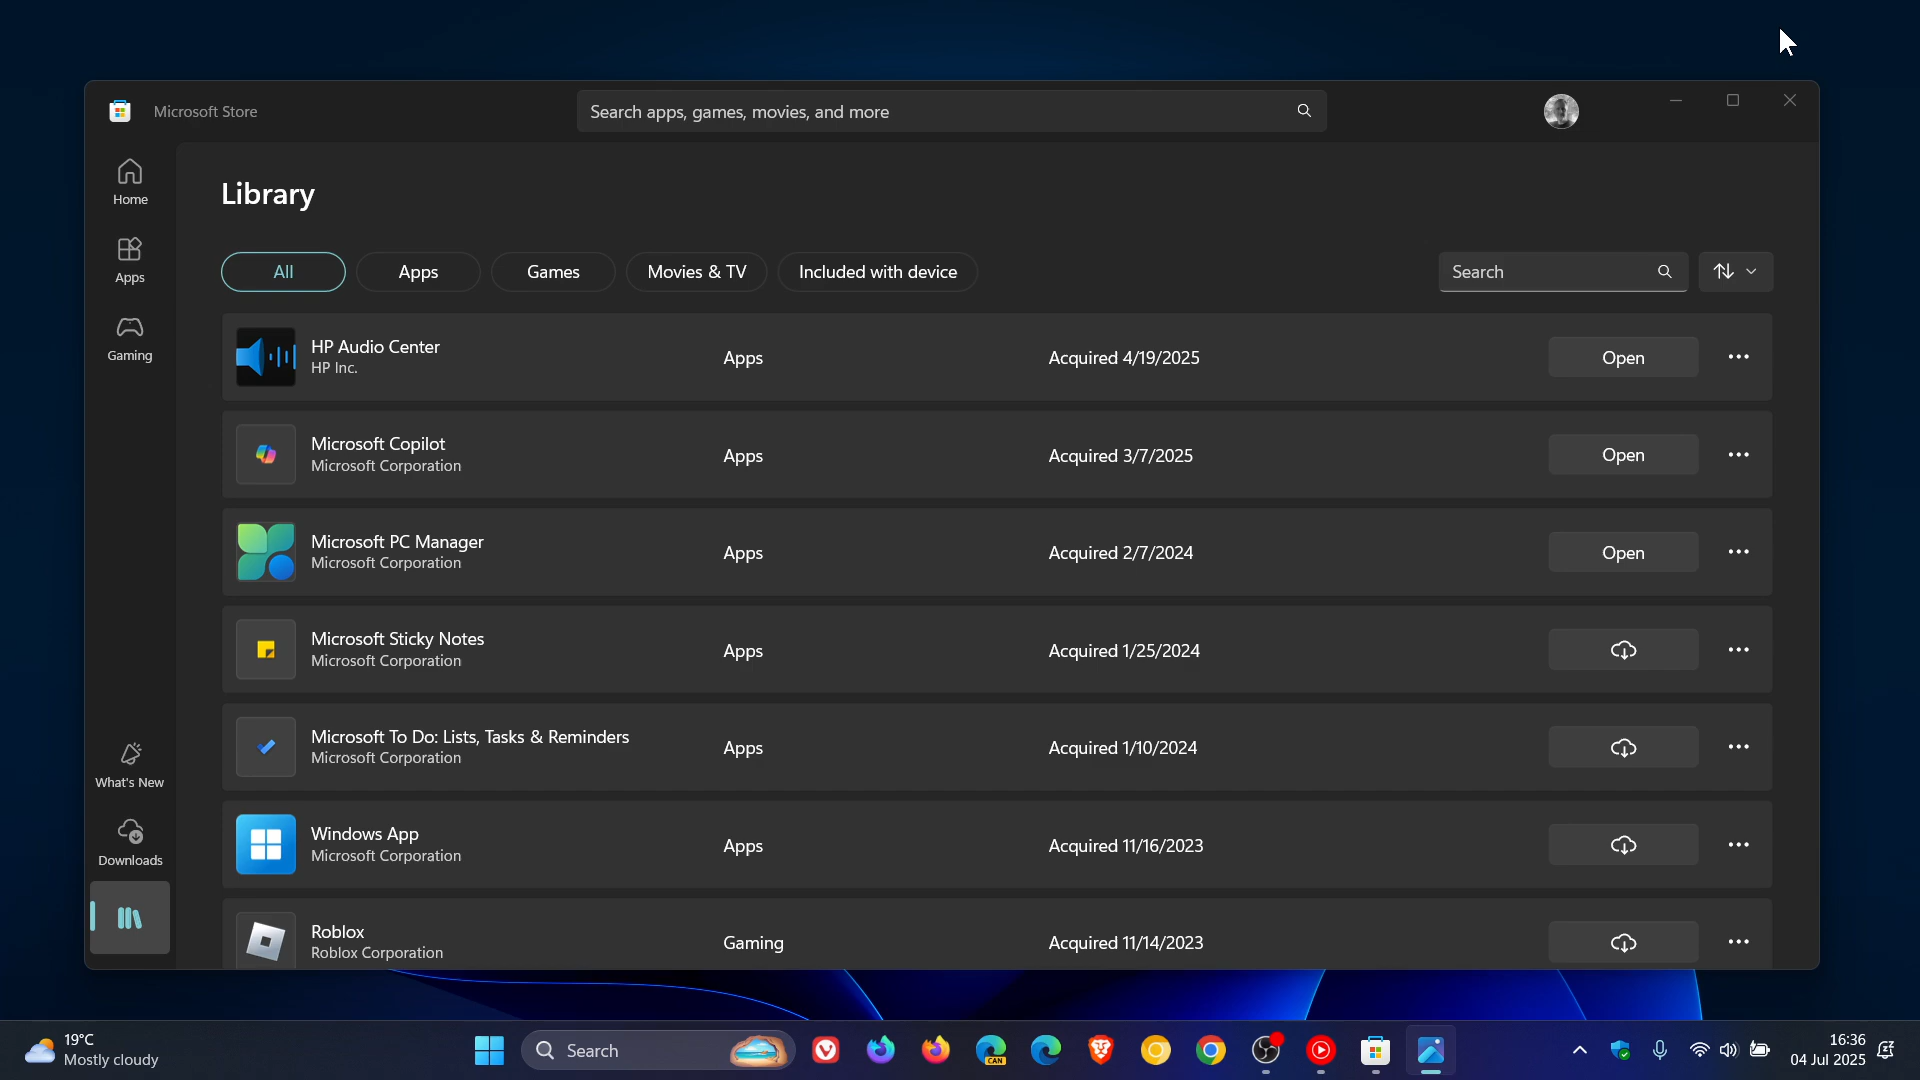 Microsoft Store
Search apps, games, movies, and more
Home
Apps
Gaming
What's New
Downloads
Library
All
Apps
Games
Movies & TV
Included with device
Search
HP Audio Center
HP Inc.
Apps
Acquired 4/19/2025
Open
Microsoft Copilot
Microsoft Corporation
Apps
Acquired 3/7/2025
Open
Microsoft PC Manager
Microsoft Corporation
Apps
Acquired 2/7/2024
Open
Microsoft Sticky Notes
Microsoft Corporation
Apps
Acquired 1/25/2024
Microsoft To Do: Lists, Tasks & Reminders
Microsoft Corporation
Apps
Acquired 1/10/2024
Windows App
Microsoft Corporation
Apps
Acquired 11/16/2023
Roblox
Roblox Corporation
Gaming
Acquired 11/14/2023
19°C
Mostly cloudy
Search
CAN
16:36
04 Jul 2025